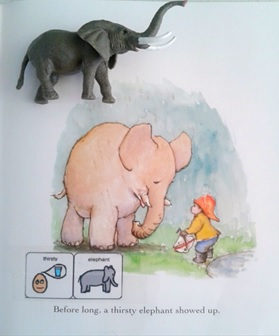 thirsty elephant
Before long, a thirsty elephant showed up.